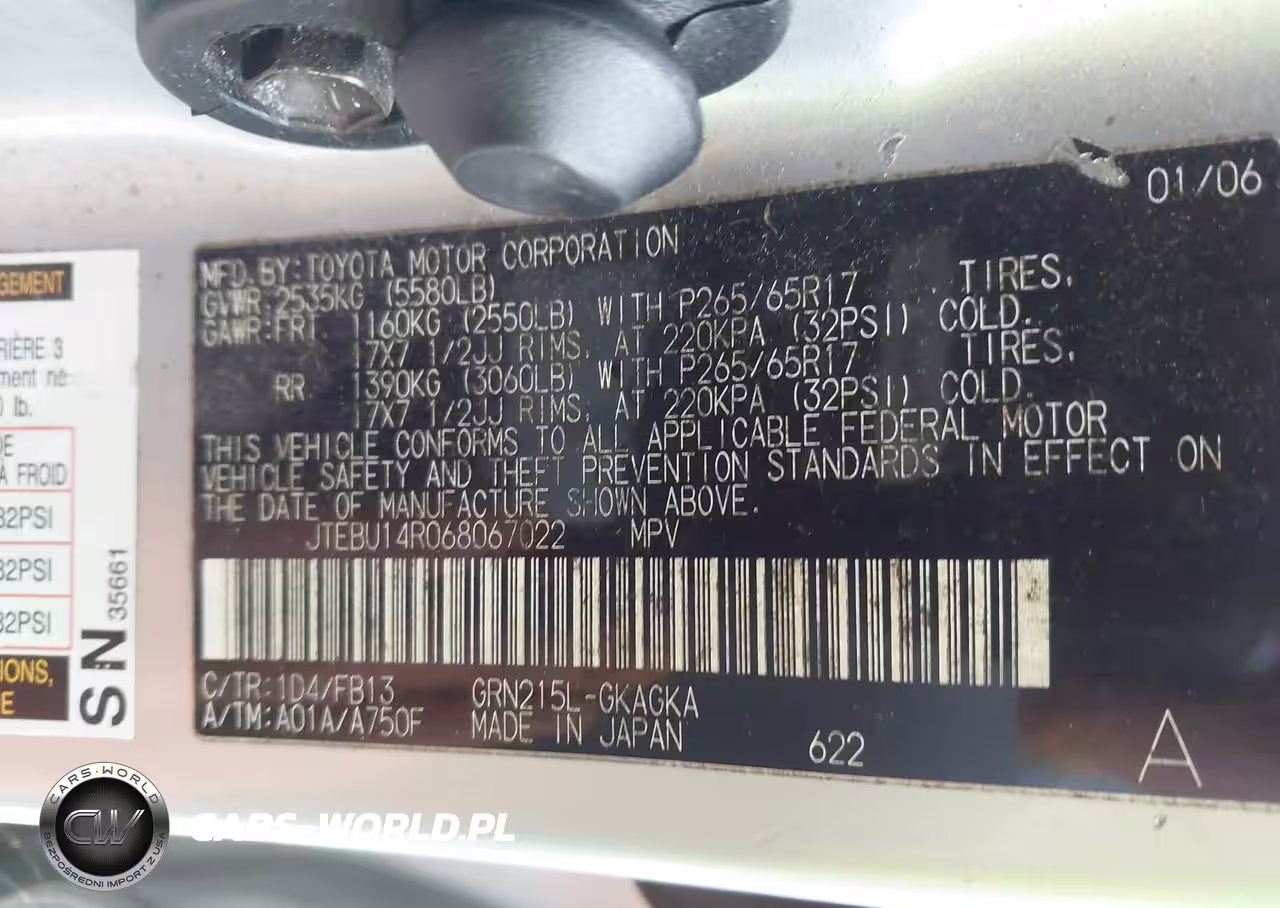 01/06
MFD.BY:TOYOTA MOTOR CORPORATION
GVWR:2535KG (5580LB)
GAWR:FRT 1160KG (2550LB) WITH P265/65R17 TIRES,
17X7 1/2JJ RIMS, AT 220KPA (32PSI) COLD.
RR 1390KG (3060LB) WITH P265/65R17 TIRES,
17X7 1/2JJ RIMS, AT 220KPA (32PSI) COLD.
THIS VEHICLE CONFORMS TO ALL APPLICABLE FEDERAL MOTOR
VEHICLE SAFETY AND THEFT PREVENTION STANDARDS IN EFFECT ON
THE DATE OF MANUFACTURE SHOWN ABOVE.
JTEBU14R068067022 MPV
C/TR:1D4/FB13 GRN215L-GKAGKA
A/TM:A01A/A750F MADE IN JAPAN
622
A
GEMENT
RIÈRE 3
ment ne
lb.
DE
À FROID
32PSI
32PSI
32PSI
IONS,
E
SN 35661
CARS-WORLD
CW
BEZPOŚREDNI IMPORT Z USA
CARS-WORLD.PL